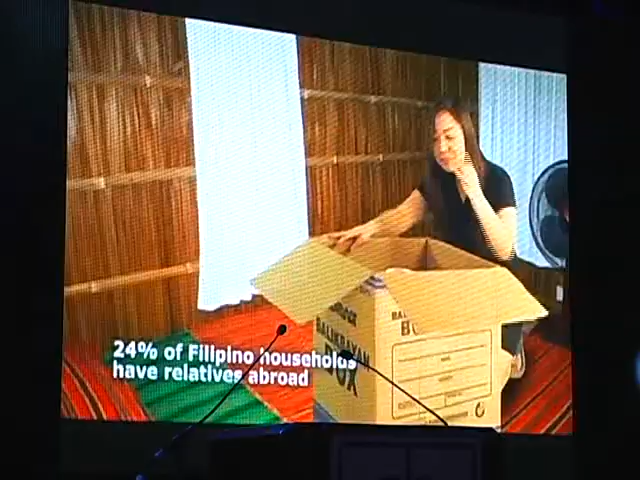 24% of Filipino households
have relatives abroad
BALIKBAYAN
BOX